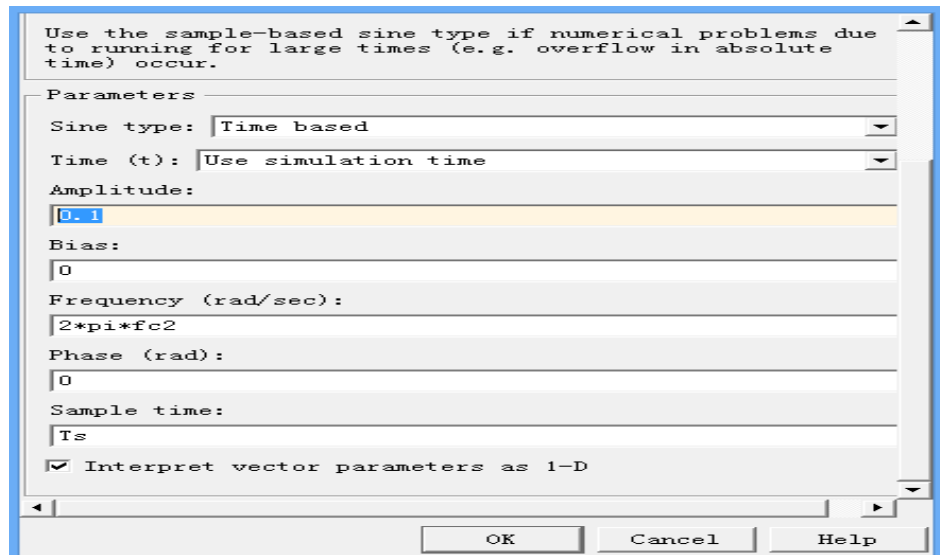 Use the sample-based sine type if numerical problems due
to running for large times (e.g. overflow in absolute
time) occur.
Parameters
Sine type: Time based
Time (t): Use simulation time
Amplitude:
0.1
Bias:
0
Frequency (rad/sec):
2*pi*fc2
Phase (rad):
0
Sample time:
Ts
Interpret vector parameters as 1-D
OK Cancel Help